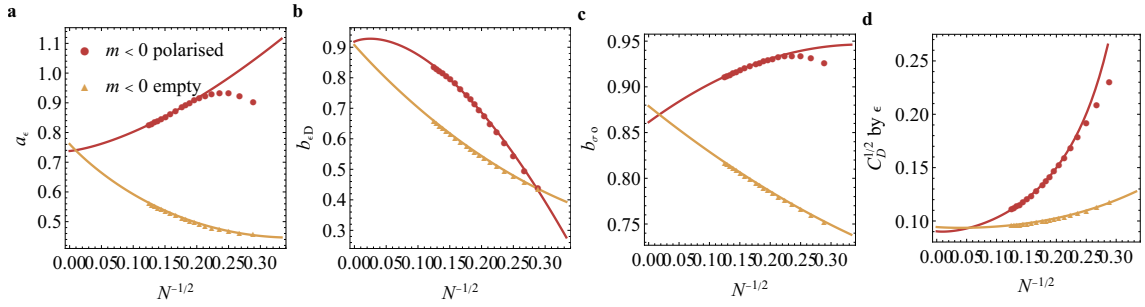 a
1.1
1.0
0.9
0.8
0.7
0.6
0.5
m < 0 polarised
m < 0 empty
a_ϵ
0.00 0.05 0.10 0.15 0.20 0.25 0.30
N^{-1/2}
b
0.9
0.8
0.7
0.6
0.5
0.4
0.3
b_{ϵD}
0.00 0.05 0.10 0.15 0.20 0.25 0.30
N^{-1/2}
c
0.95
0.90
0.85
0.80
0.75
b_{σO}
0.00 0.05 0.10 0.15 0.20 0.25 0.30
N^{-1/2}
d
0.25
0.20
0.15
0.10
C_D^{1/2} by ϵ
0.00 0.05 0.10 0.15 0.20 0.25 0.30
N^{-1/2}